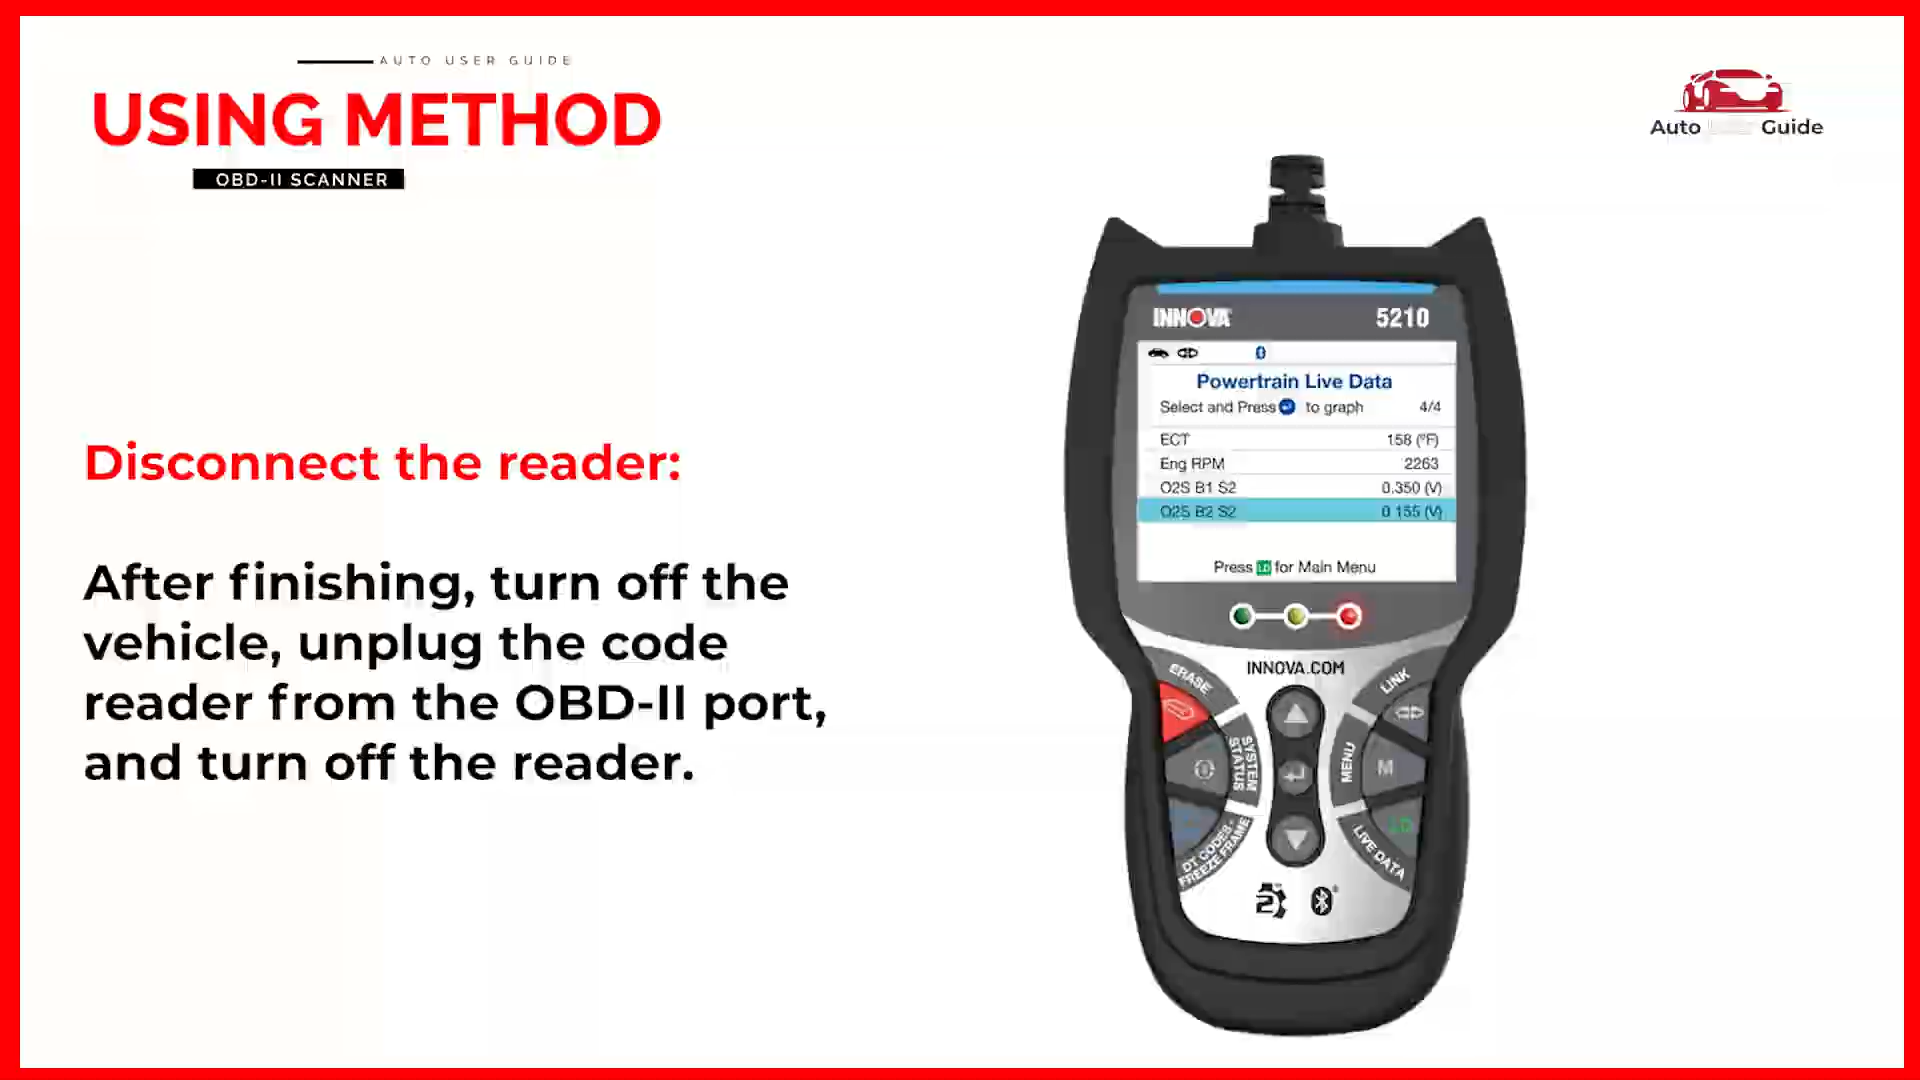 AUTO USER GUIDE
USING METHOD
OBD-II SCANNER
Auto Guide
Disconnect the reader:
After finishing, turn off the
vehicle, unplug the code
reader from the OBD-II port,
and turn off the reader.
INNOVA 5210
Powertrain Live Data
Select and Press to graph 4/4
ECT 158 (°F)
Eng RPM 2263
O2S B1 S2 0.350 (V)
O2S B2 S2 0.155 (V)
Press LD for Main Menu
INNOVA.COM
ERASE
LINK
SYSTEM
STATUS
MENU
M
DT CODES-
FREEZE FRAME
LIVE DATA
LD
2